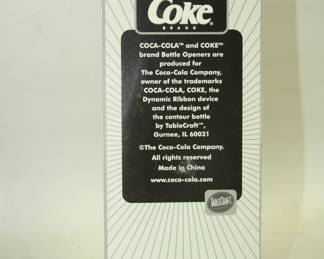 Coke®
BRAND
COCA-COLA™ and COKE™
brand Bottle Openers are
produced for
The Coca-Cola Company,
owner of the trademarks
COCA-COLA, COKE, the
Dynamic Ribbon device
and the design of
the contour bottle
by TableCraft™,
Gurnee, IL 60031
©The Coca-Cola Company.
All rights reserved
Made in China
www.coca-cola.com
TABLECRAFT